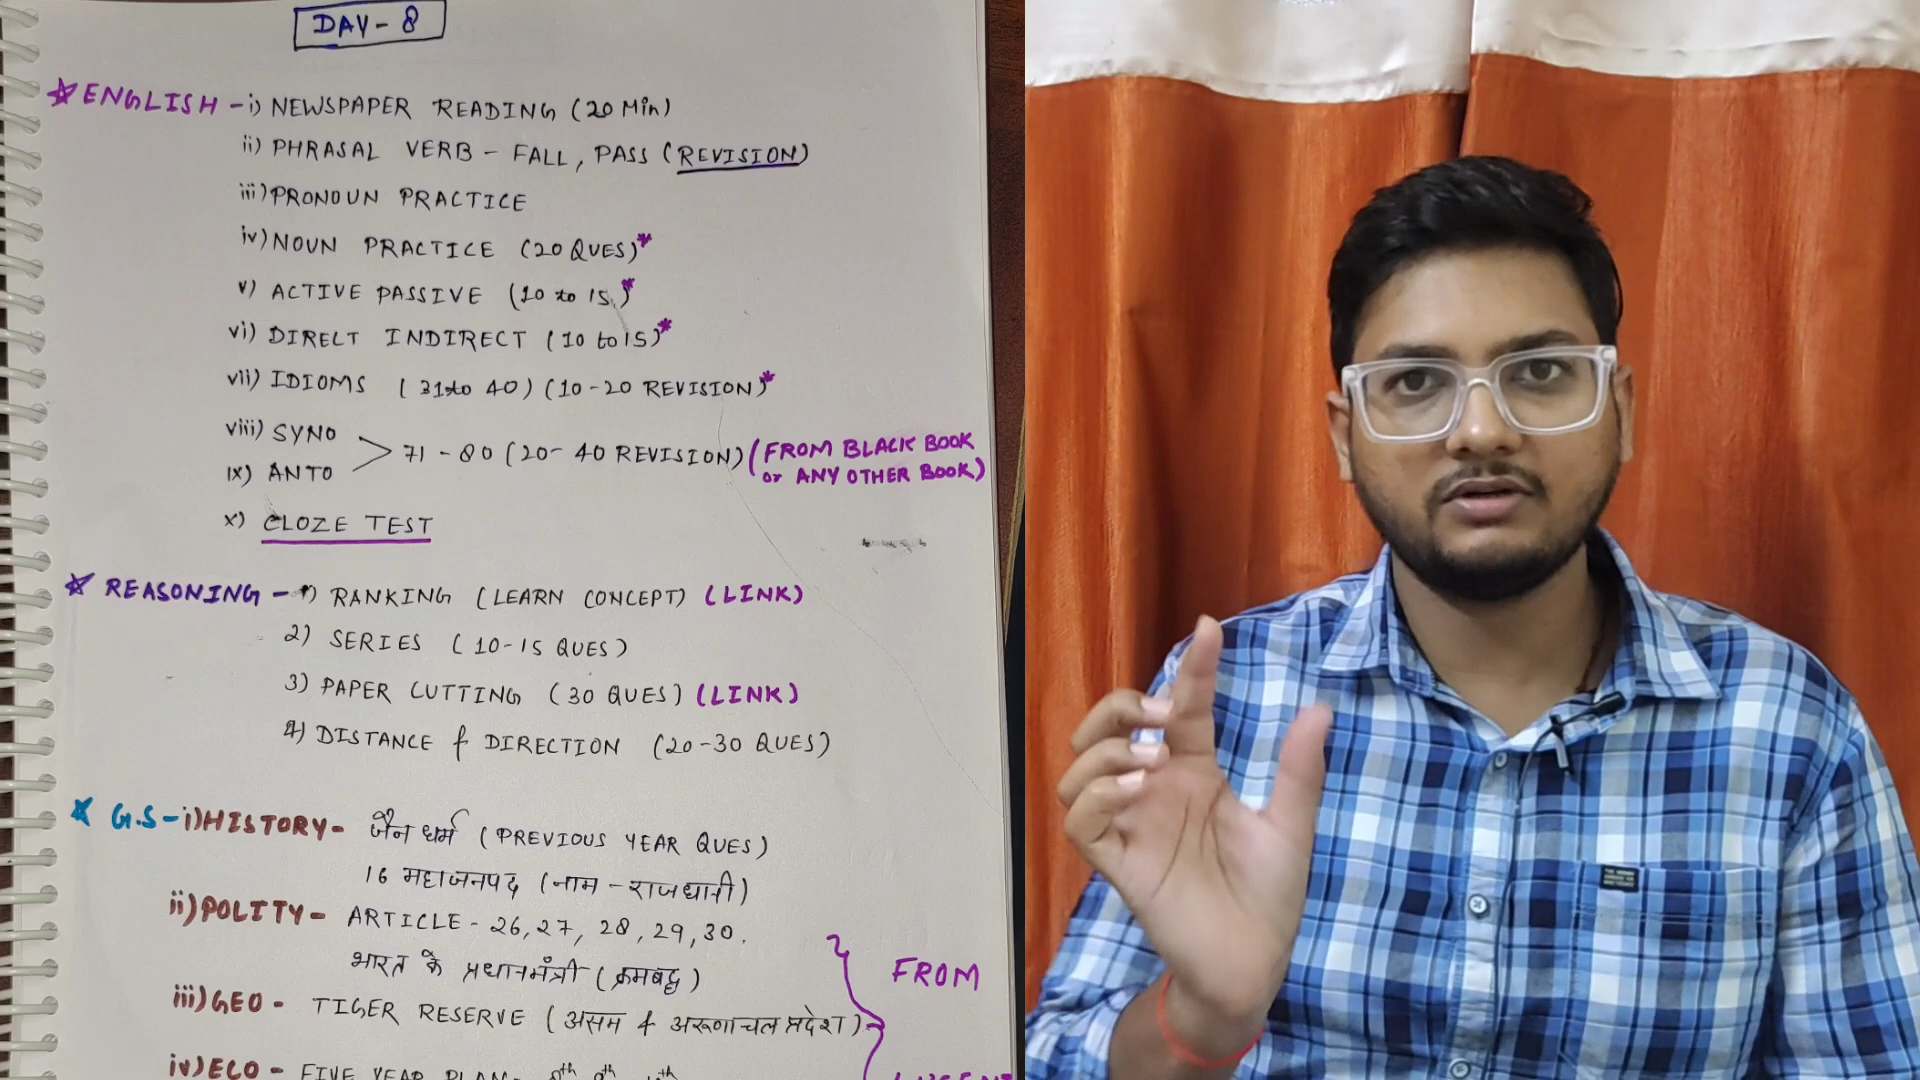 DAY - 8
☆ ENGLISH - i) NEWSPAPER READING (20 Min)
ii) PHRASAL VERB - FALL, PASS (REVISION)
iii) PRONOUN PRACTICE
iv) NOUN PRACTICE (20 QUES)*
v) ACTIVE PASSIVE (10 to 15)*
vi) DIRECT INDIRECT (10 to 15)*
vii) IDIOMS (31 to 40) (10-20 REVISION)*
viii) SYNO
ix) ANTO
> 71 - 80 (20 - 40 REVISION) (FROM BLACK BOOK
or ANY OTHER BOOK)
x) CLOZE TEST
☆ REASONING - 1) RANKING (LEARN CONCEPT) (LINK)
2) SERIES (10-15 QUES)
3) PAPER CUTTING (30 QUES) (LINK)
4) DISTANCE & DIRECTION (20-30 QUES)
☆ G.S - i) HISTORY - जैन धर्म (PREVIOUS YEAR QUES)
16 महाजनपद (नाम - राजधानी)
ii) POLITY - ARTICLE - 26, 27, 28, 29, 30.
भारत के प्रधानमंत्री (क्रमबद्ध)
iii) GEO - TIGER RESERVE (असम & अरूणाचल प्रदेश)
FROM
iv) ECO - FIVE YEAR PLAN -